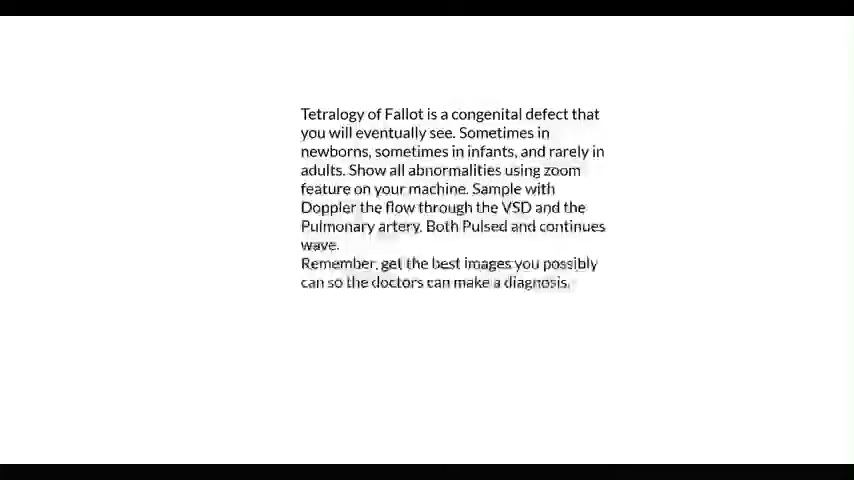 Tetralogy of Fallot is a congenital defect that
you will eventually see. Sometimes in
newborns, sometimes in infants, and rarely in
adults. Show all abnormalities using zoom
feature on your machine. Sample with
Doppler the flow through the VSD and the
Pulmonary artery. Both Pulsed and continues
wave.
Remember, get the best images you possibly
can so the doctors can make a diagnosis.